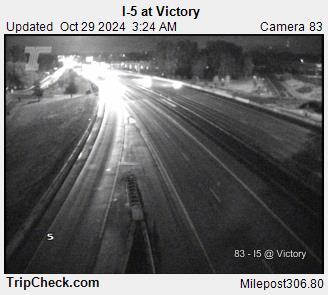 I-5 at Victory
Updated Oct 29 2024 3:24 AM Camera 83
T
S
83 - I5 @ Victory
TripCheck.com Milepost306.80